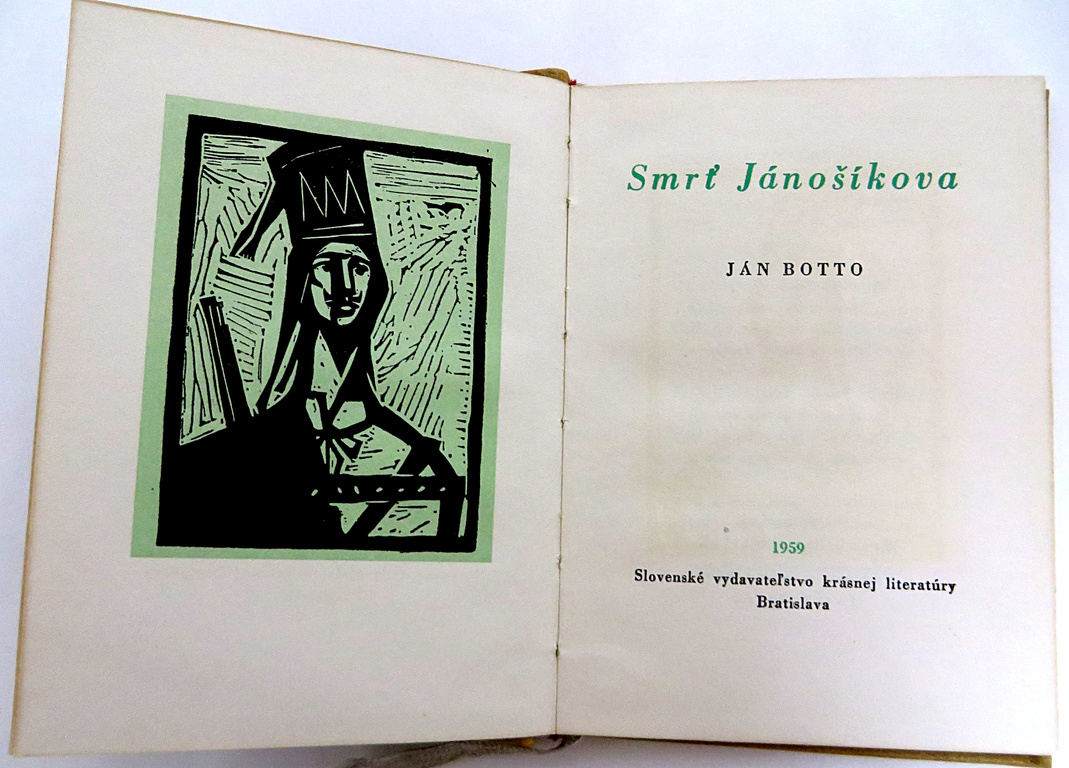 Smrť Jánošíkova
JÁN BOTTO
1959
Slovenské vydavateľstvo krásnej literatúry
Bratislava